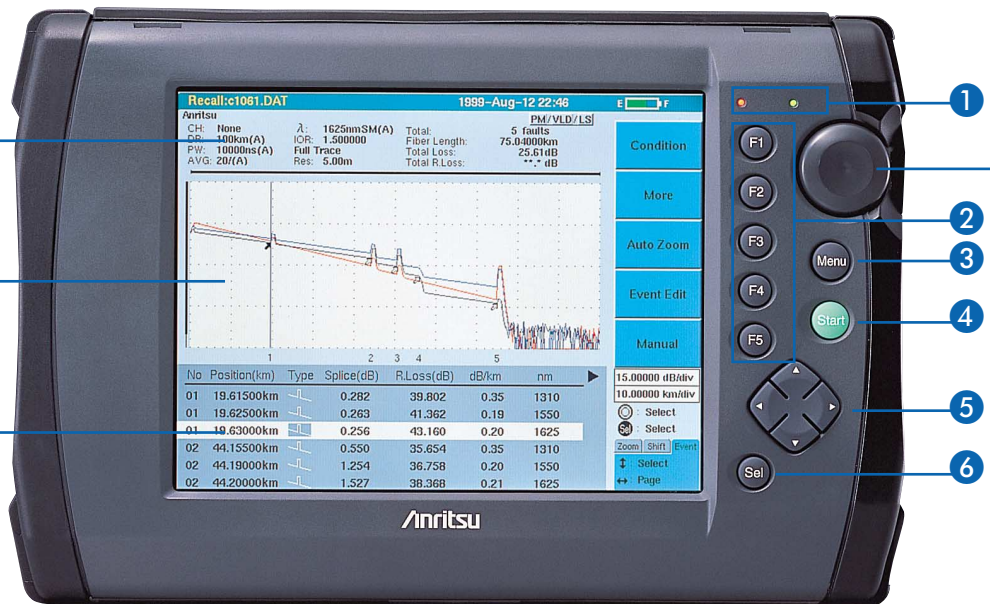 Recall:c1061.DAT 1999-Aug-12 22:46 E F
Anritsu PM/VLD/LS
CH: None λ: 1625nmSM(A) Total: 5 faults
DR: 100km(A) IOR: 1.500000 Fiber Length: 75.04000km
PW: 10000ns(A) Full Trace Total Loss: 25.61dB
AVG: 20/(A) Res: 5.00m Total R.Loss: **.* dB
Condition
More
Auto Zoom
Event Edit
Manual
1 2 3 4 5
No Position(km) Type Splice(dB) R.Loss(dB) dB/km nm
01 19.61500km 0.282 39.802 0.35 1310
01 19.62500km 0.263 41.362 0.19 1550
01 19.63000km 0.256 43.160 0.20 1625
02 44.15500km 0.550 35.654 0.35 1310
02 44.19000km 1.254 36.758 0.20 1550
02 44.20000km 1.527 38.368 0.21 1625
15.00000 dB/div
10.00000 km/div
: Select
Sel : Select
Zoom Shift Event
↕ : Select
↔ : Page
F1
F2
F3
F4
F5
Menu
Start
Sel
1
2
3
4
5
6
Anritsu